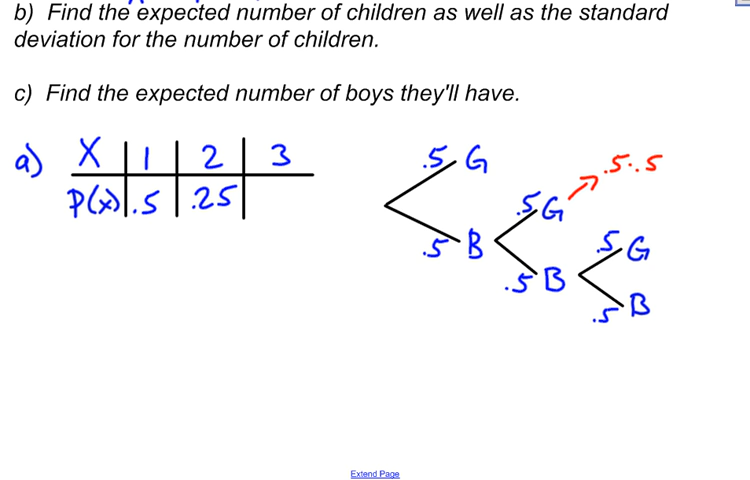 b) Find the expected number of children as well as the standard
deviation for the number of children.
c) Find the expected number of boys they'll have.
a) X 1 2 3
P(x) .5 .25
.5 G
.5 B
.5 G
.5 · .5
.5 B
.5 G
.5 B
Extend Page